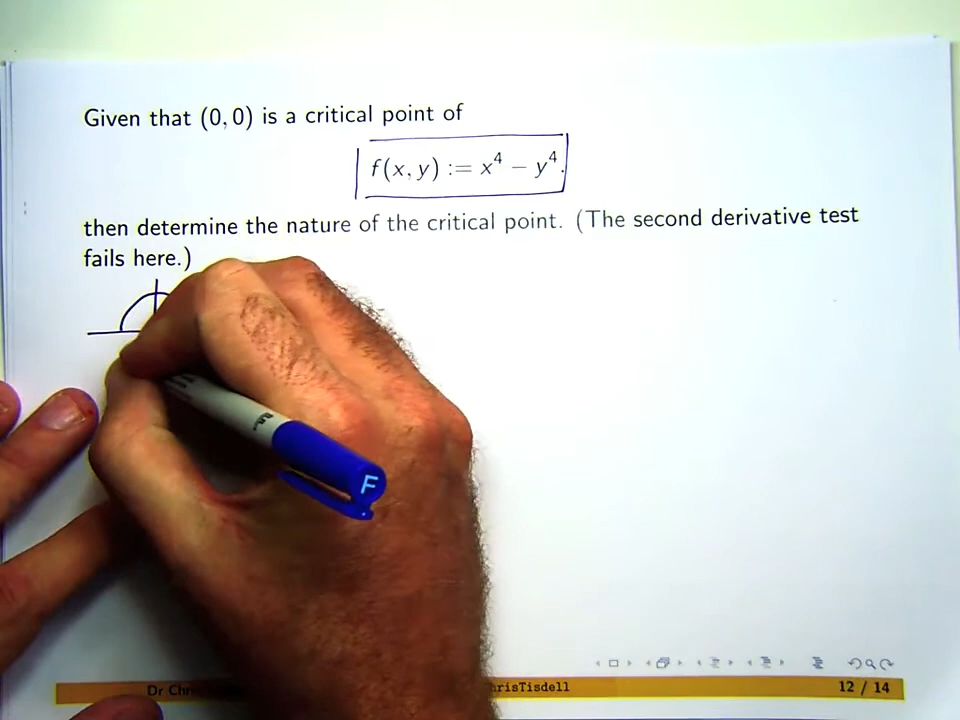 Given that (0, 0) is a critical point of
f(x, y) := x⁴ − y⁴.
then determine the nature of the critical point. (The second derivative test
fails here.)
F
Dr Chr
hrisTisdell
12 / 14